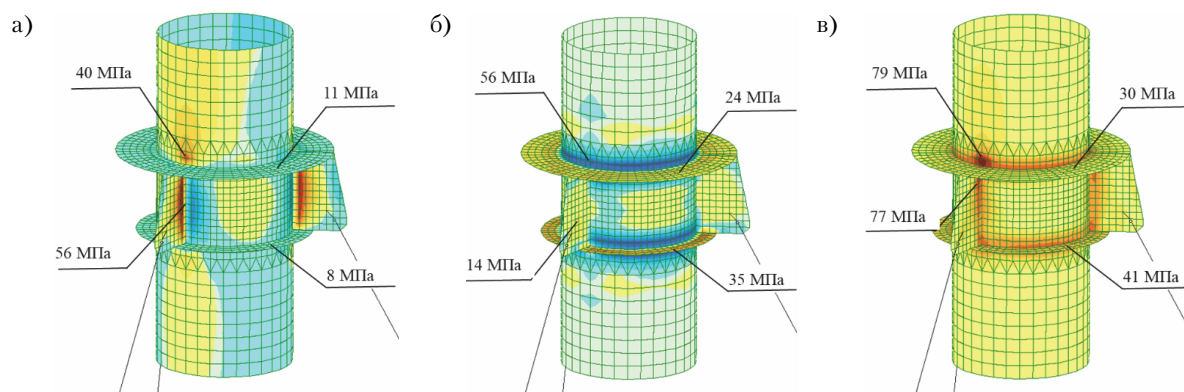 а)
40 МПа
11 МПа
56 МПа
8 МПа
б)
56 МПа
24 МПа
14 МПа
35 МПа
в)
79 МПа
30 МПа
77 МПа
41 МПа